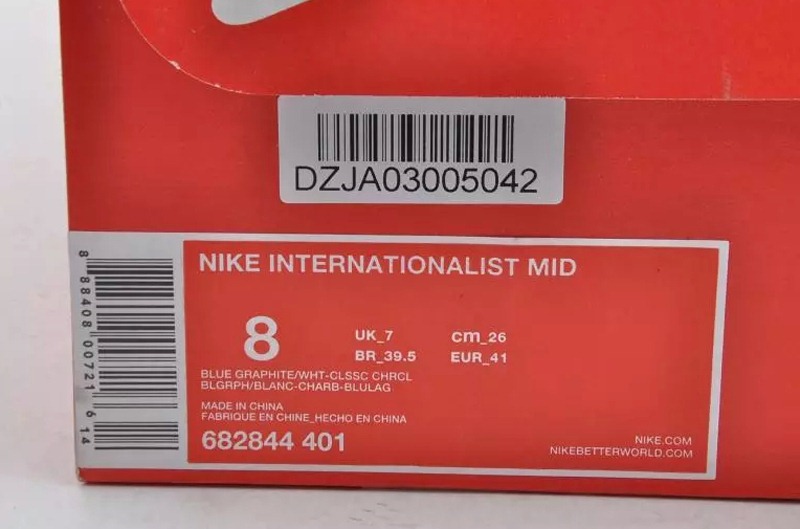 DZJA03005042
NIKE INTERNATIONALIST MID
8
UK_7 cm_26
BR_39.5 EUR_41
BLUE GRAPHITE/WHT-CLSSC CHRCL
BLGRPH/BLANC-CHARB-BLULAG
MADE IN CHINA
FABRIQUE EN CHINE_HECHO EN CHINA
682844 401
NIKE.COM
NIKEBETTERWORLD.COM
8 88408 00721 6 14